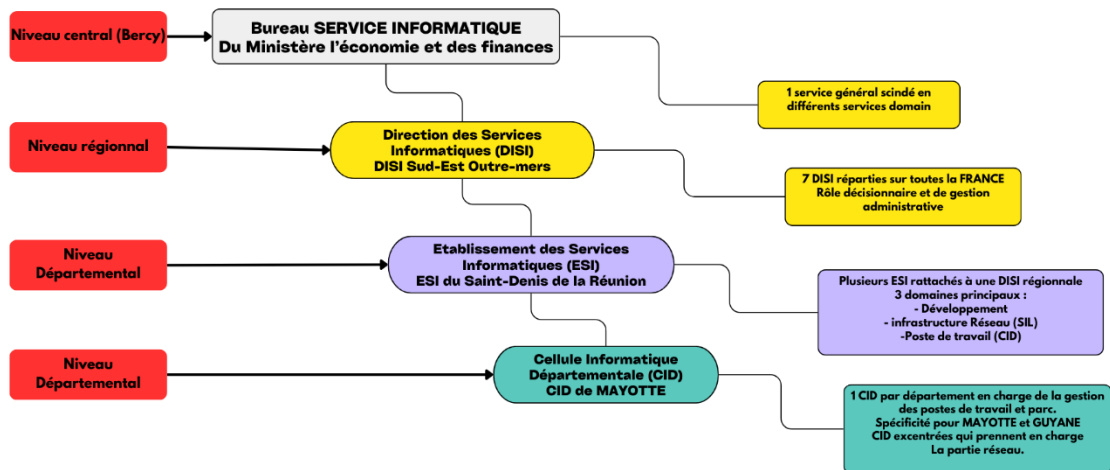 Niveau central (Bercy)
Bureau SERVICE INFORMATIQUE
Du Ministère l'économie et des finances
1 service général scindé en
différents services domain
Niveau régionnal
Direction des Services
Informatiques (DISI)
DISI Sud-Est Outre-mers
7 DISI réparties sur toutes la FRANCE
Rôle décisionnaire et de gestion
administrative
Niveau
Départemental
Etablissement des Services
Informatiques (ESI)
ESI du Saint-Denis de la Réunion
Plusieurs ESI rattachés à une DISI régionale
3 domaines principaux :
- Développement
- infrastructure Réseau (SIL)
-Poste de travail (CID)
Niveau
Départemental
Cellule Informatique
Départementale (CID)
CID de MAYOTTE
1 CID par département en charge de la gestion
des postes de travail et parc.
Spécificité pour MAYOTTE et GUYANE
CID excentrées qui prennent en charge
La partie réseau.